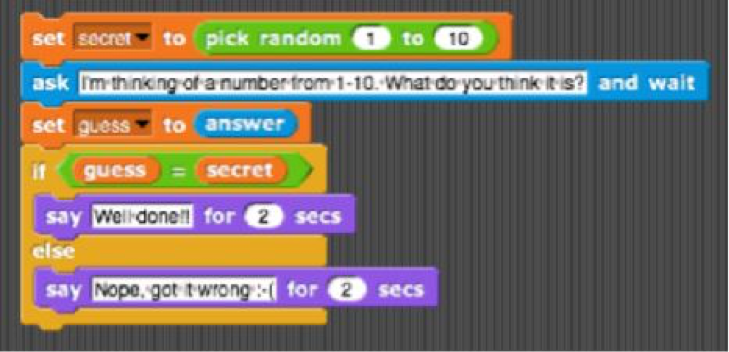 set secret to pick random 1 to 10
ask I'm thinking of a number from 1-10. What do you think it is? and wait
set guess to answer
if guess = secret
say Well done!! for 2 secs
else
say Nope, got it wrong :-( for 2 secs